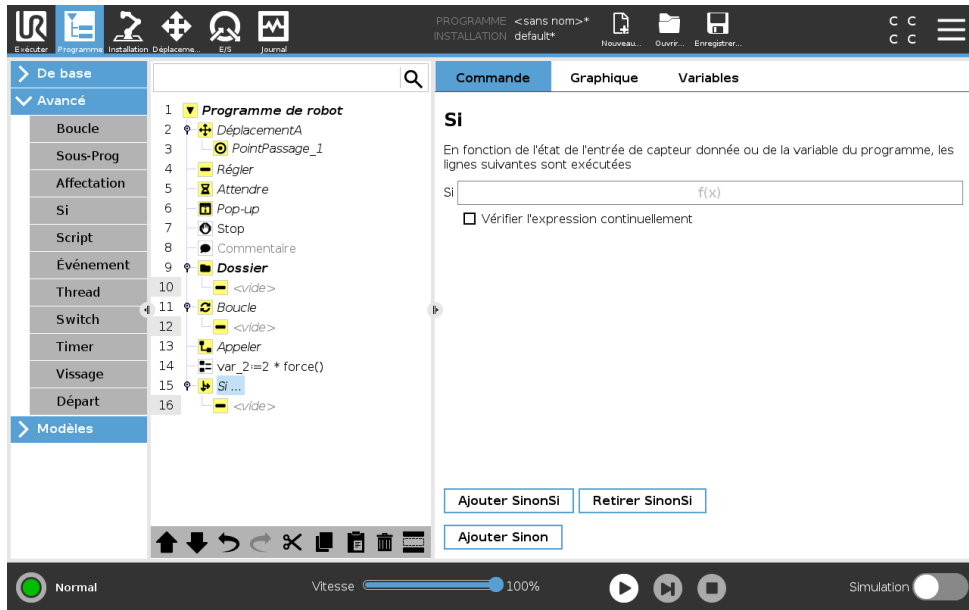 PROGRAMME <sans nom>*
INSTALLATION default*
C C
C C
Exécuter Programme Installation Déplaceme... E/S Journal
Nouveau... Ouvrir... Enregistrer...
De base
Avancé
Boucle
Sous-Prog
Affectation
Si
Script
Événement
Thread
Switch
Timer
Vissage
Départ
Modèles
1 Programme de robot
2 DéplacementA
3 PointPassage_1
4 Régler
5 Attendre
6 Pop-up
7 Stop
8 Commentaire
9 Dossier
10 <vide>
11 Boucle
12 <vide>
13 Appeler
14 var_2:=2 * force()
15 Si ...
16 <vide>
Commande Graphique Variables
Si
En fonction de l'état de l'entrée de capteur donnée ou de la variable du programme, les
lignes suivantes sont exécutées
Si f(x)
Vérifier l'expression continuellement
Ajouter SinonSi Retirer SinonSi
Ajouter Sinon
Normal Vitesse 100% Simulation